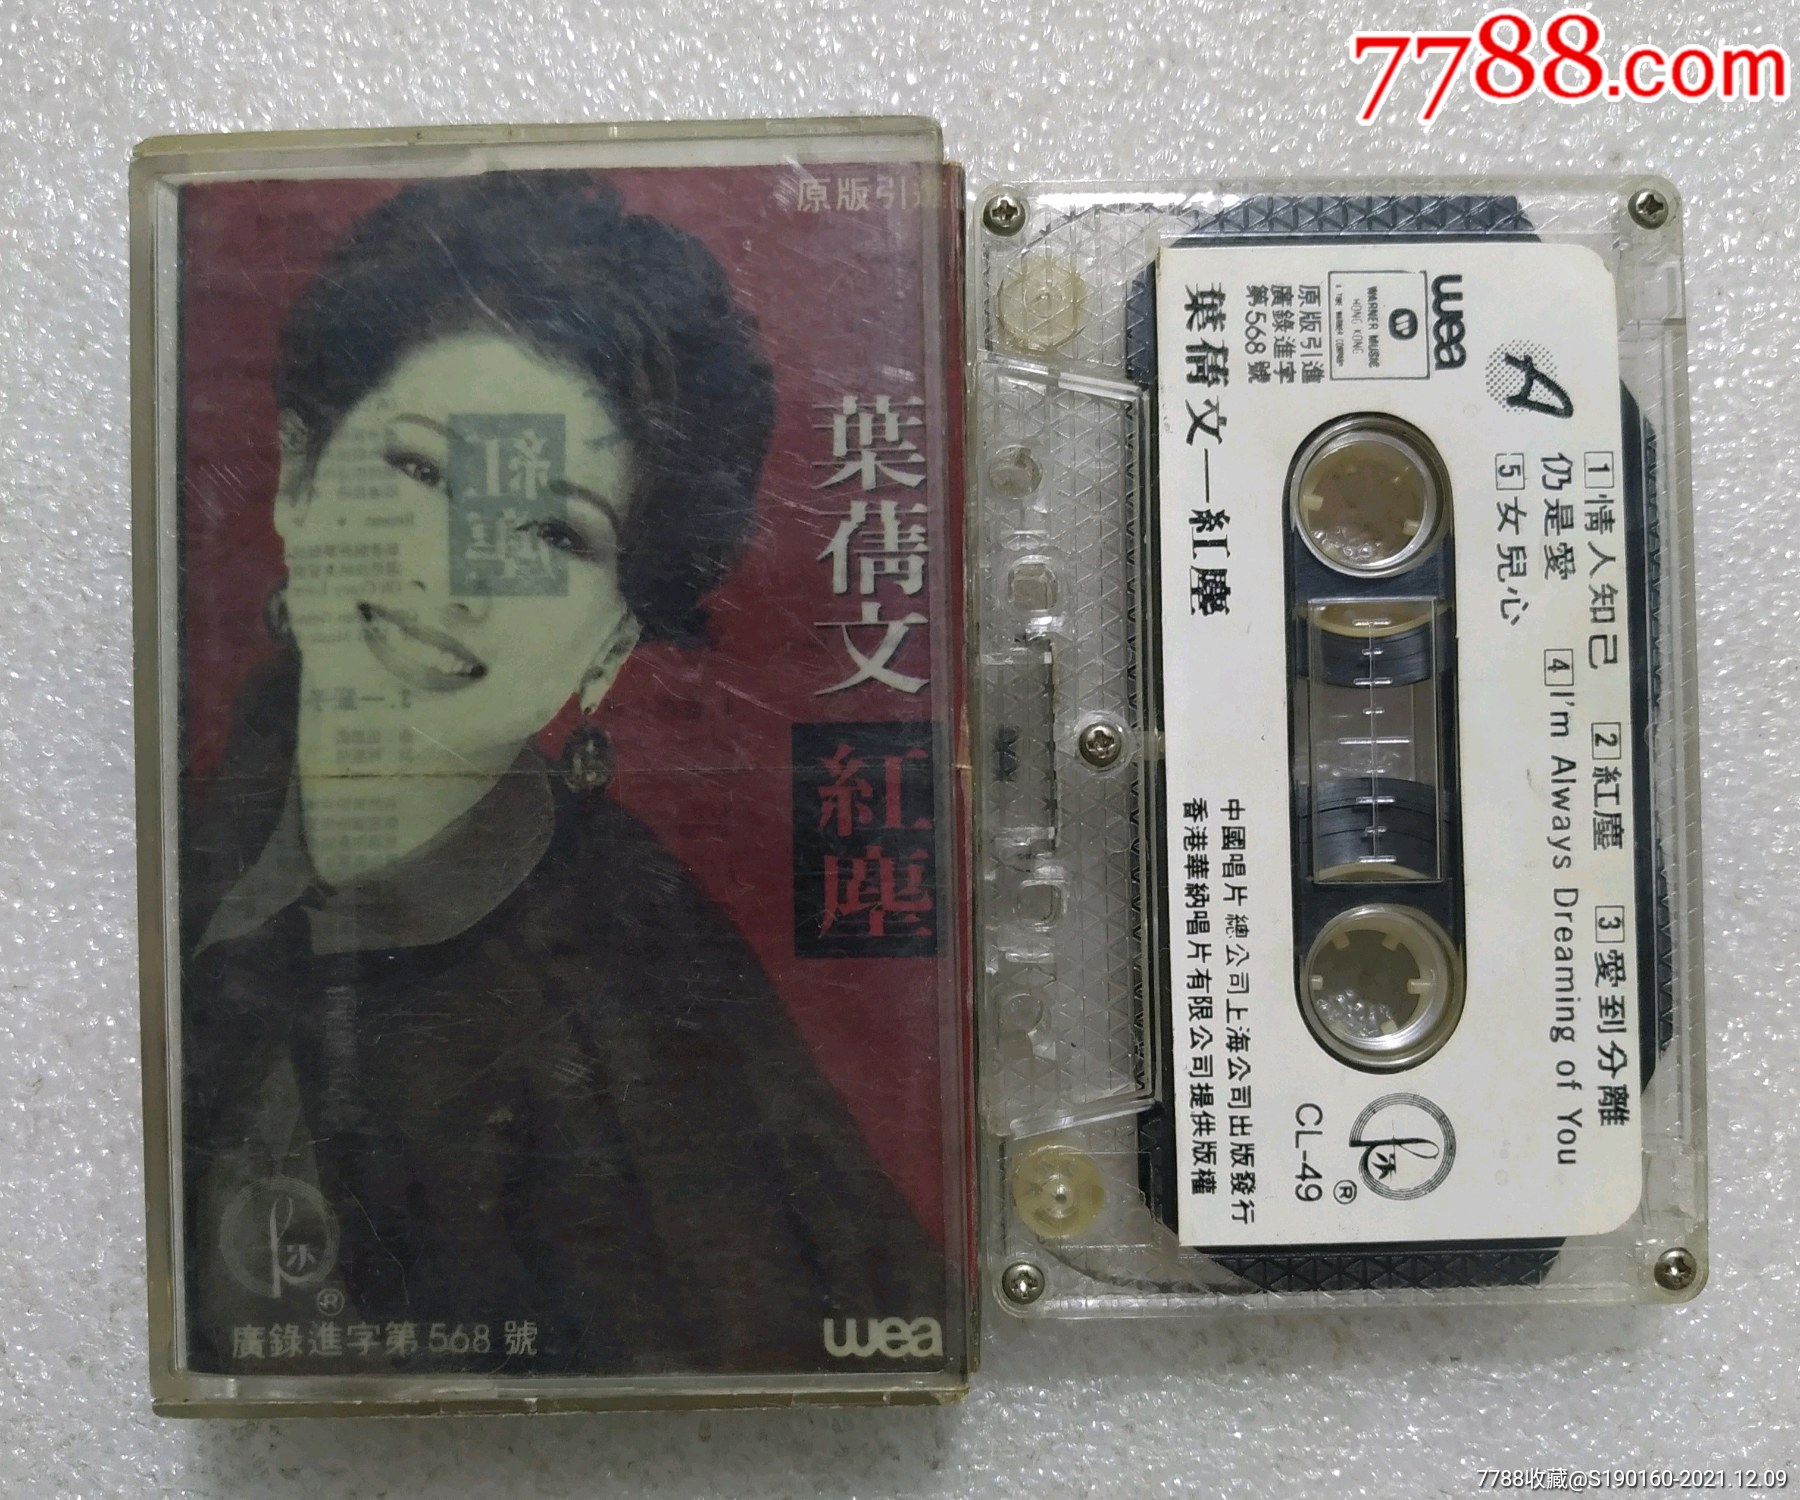 7788.com
原版引進
葉蒨文
紅塵
®
廣錄進字第568號
wea
wea
WARNER MUSIC
HONG KONG
原版引進
廣錄進字
第568號
葉蒨文—紅塵
A
1 情人知己 2 紅塵 3 愛到分離
仍是愛 4 I'm Always Dreaming of You
5 女兒心
®
CL-49
中國唱片總公司上海公司出版發行
香港華納唱片有限公司提供版權
7788收藏@S190160-2021.12.09